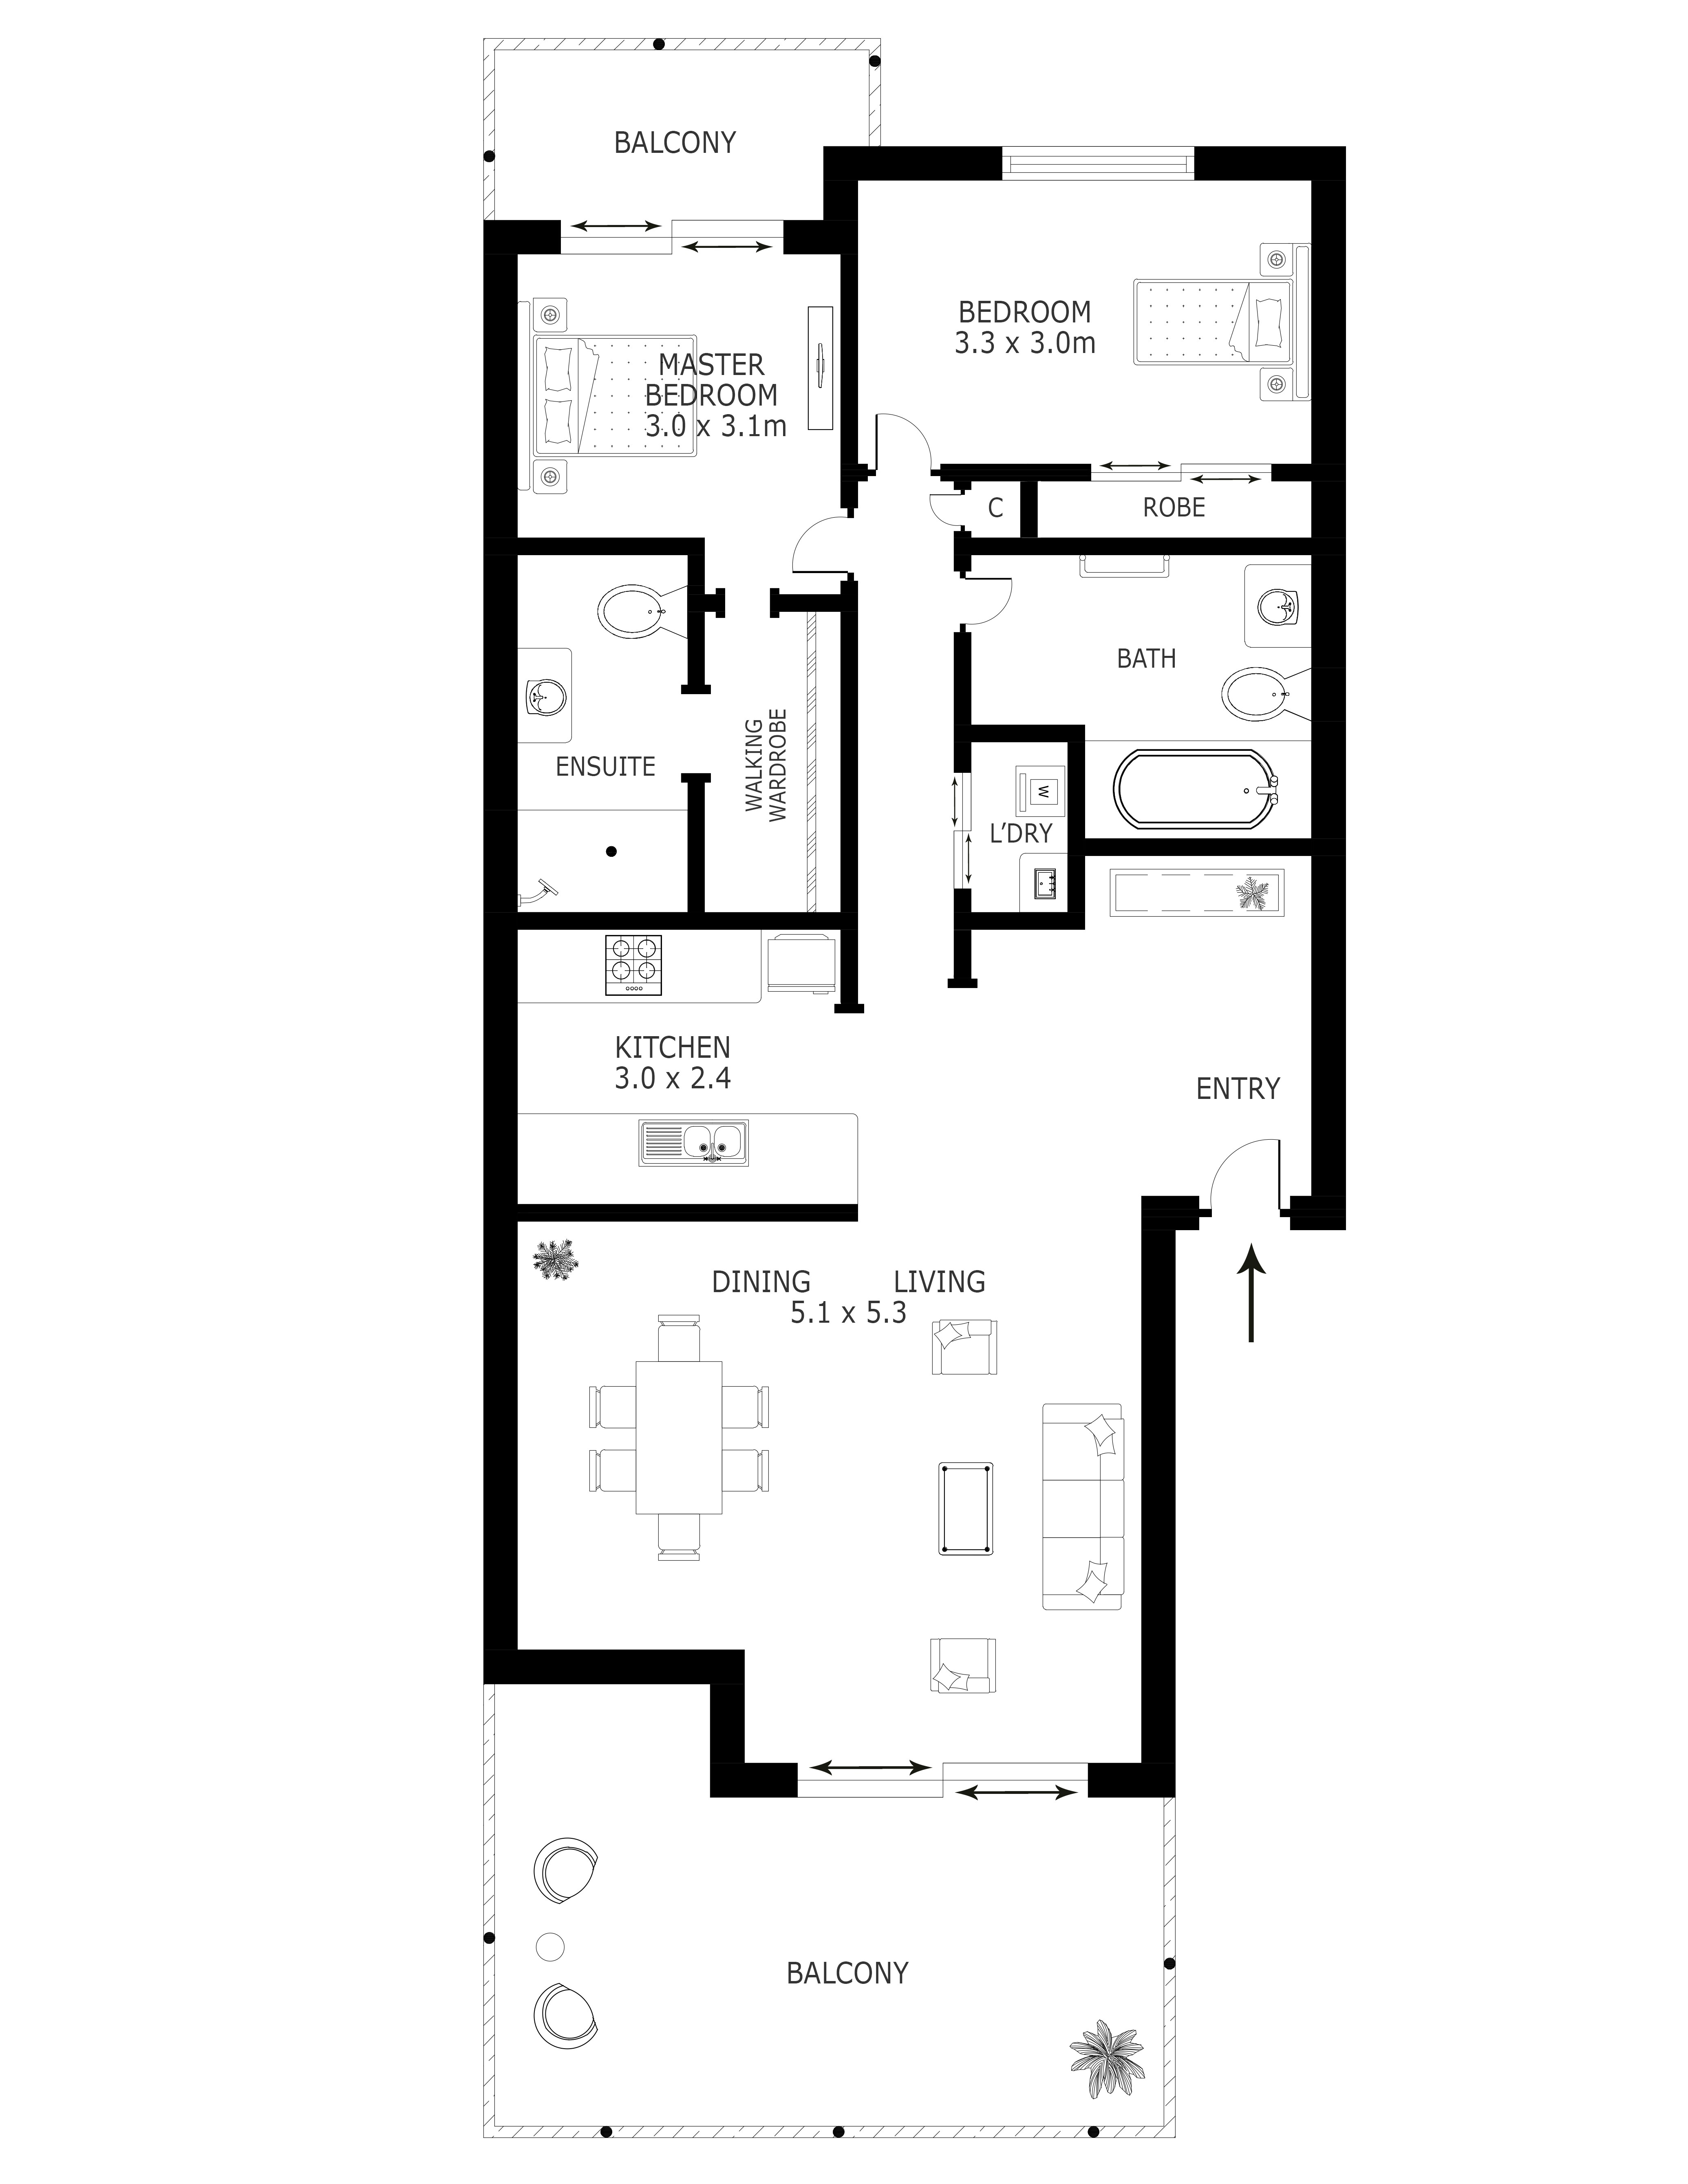 BALCONY
BEDROOM
3.3 x 3.0m
MASTER
BEDROOM
3.0 x 3.1m
C
ROBE
BATH
WALKING
WARDROBE
ENSUITE
W
L'DRY
KITCHEN
3.0 x 2.4
ENTRY
DINING LIVING
5.1 x 5.3
BALCONY